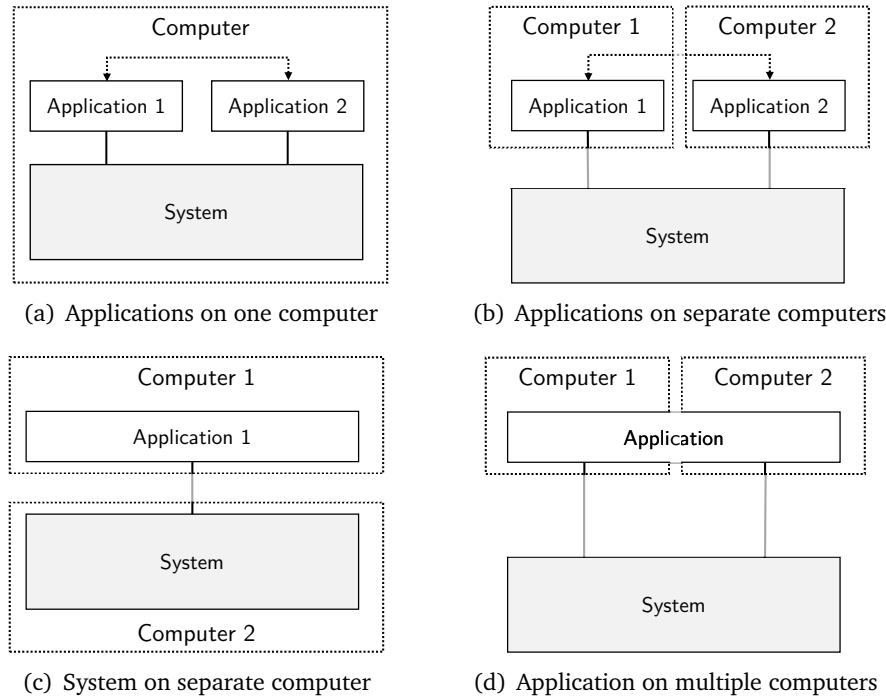 Computer
Application 1
Application 2
System
(a) Applications on one computer
Computer 1
Computer 2
Application 1
Application 2
System
(b) Applications on separate computers
Computer 1
Application 1
System
Computer 2
(c) System on separate computer
Computer 1
Computer 2
Application
System
(d) Application on multiple computers